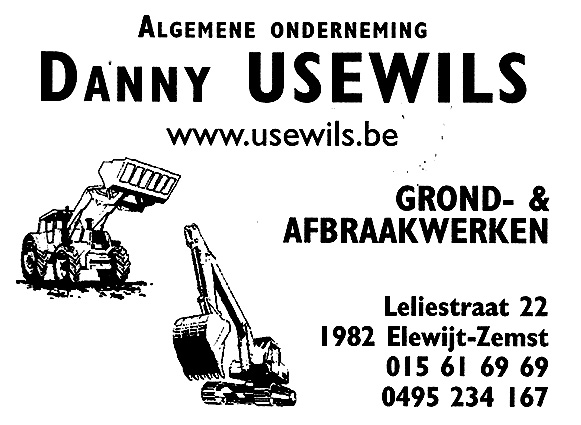 ALGEMENE ONDERNEMING
DANNY USEWILS
www.usewils.be
GROND- &
AFBRAAKWERKEN
Leliestraat 22
1982 Elewijt-Zemst
015 61 69 69
0495 234 167